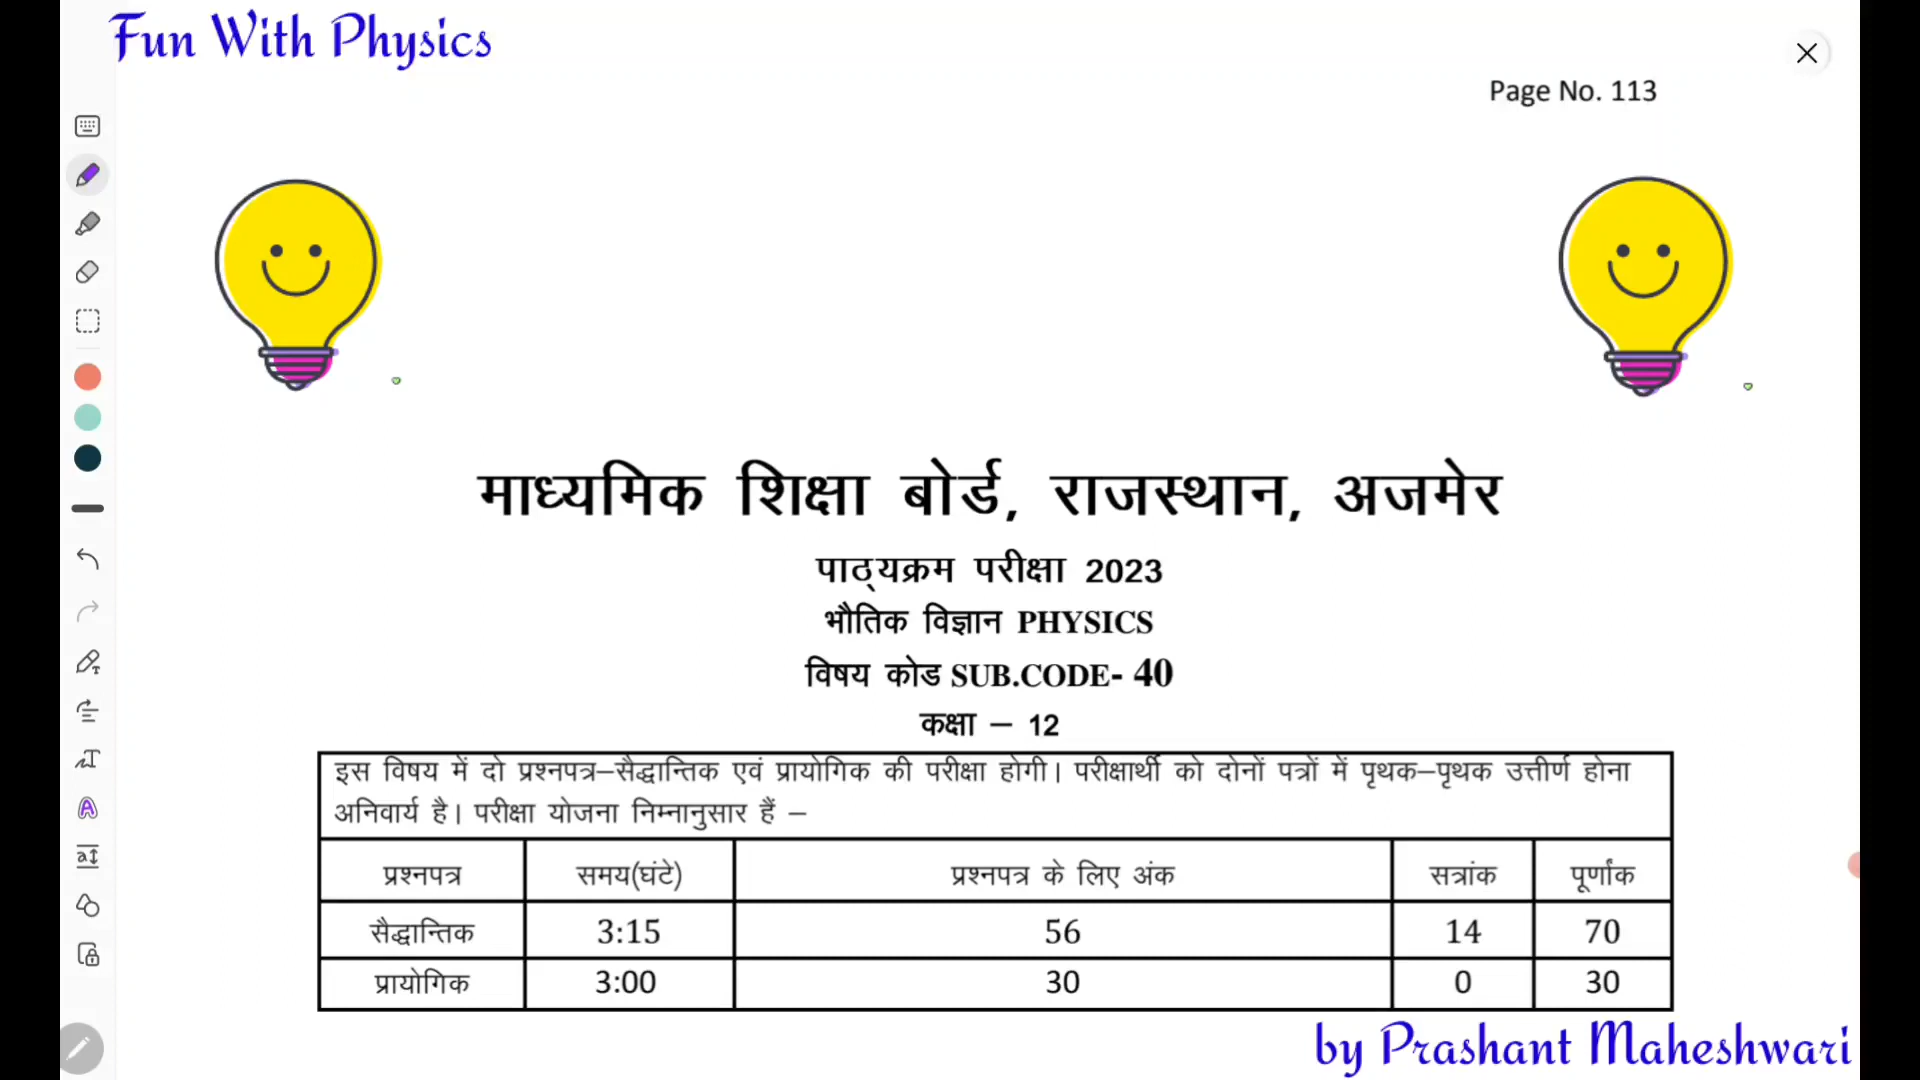 Fun With Physics
Page No. 113
माध्यमिक शिक्षा बोर्ड, राजस्थान, अजमेर
पाठ्यक्रम परीक्षा 2023
भौतिक विज्ञान PHYSICS
विषय कोड SUB.CODE- 40
कक्षा – 12
इस विषय में दो प्रश्नपत्र–सैद्धान्तिक एवं प्रायोगिक की परीक्षा होगी। परीक्षार्थी को दोनों पत्रों में पृथक–पृथक उत्तीर्ण होना
अनिवार्य है। परीक्षा योजना निम्नानुसार हैं –
प्रश्नपत्र समय(घंटे) प्रश्नपत्र के लिए अंक सत्रांक पूर्णांक
सैद्धान्तिक 3:15 56 14 70
प्रायोगिक 3:00 30 0 30
by Prashant Maheshwari